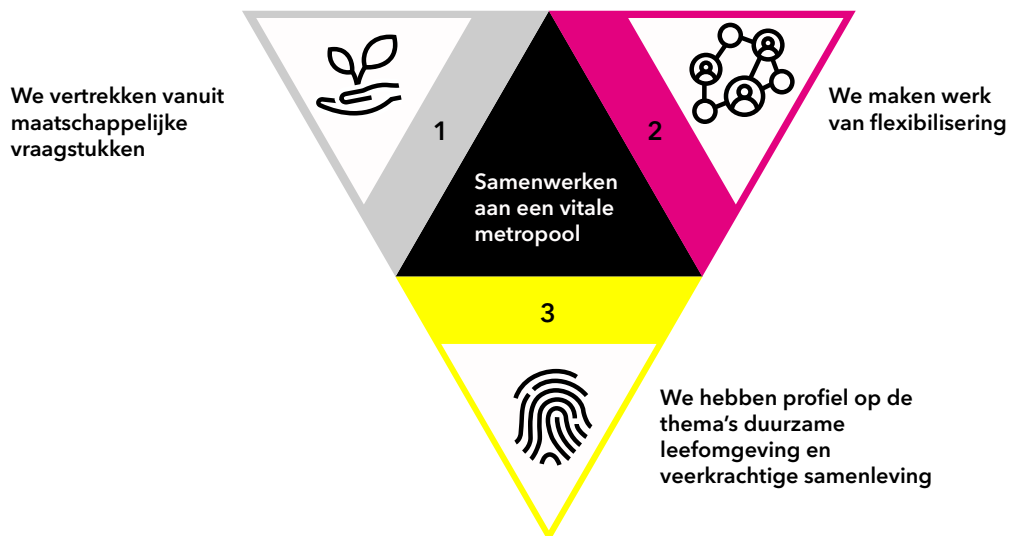 We vertrekken vanuit
maatschappelijke
vraagstukken
1
Samenwerken
aan een vitale
metropool
2
We maken werk
van flexibilisering
3
We hebben profiel op de
thema’s duurzame
leefomgeving en
veerkrachtige samenleving